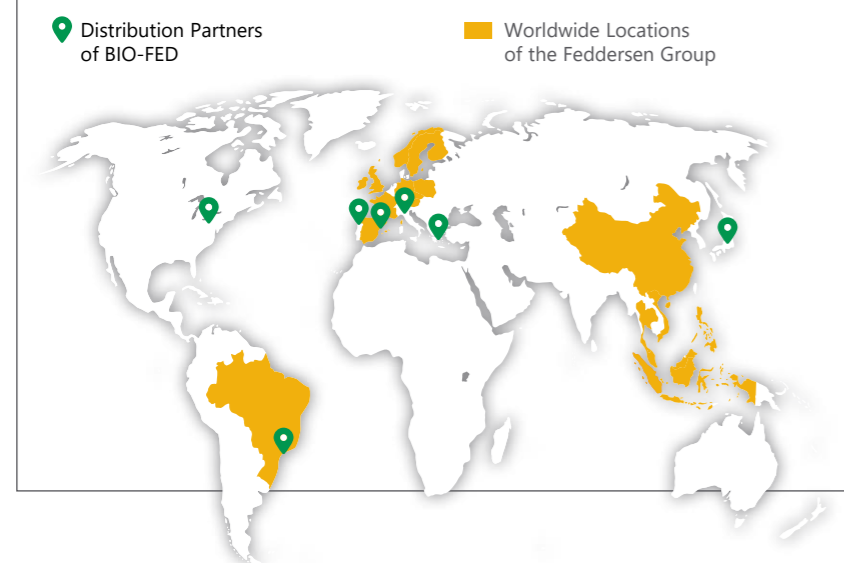 Distribution Partners
of BIO-FED
Worldwide Locations
of the Feddersen Group